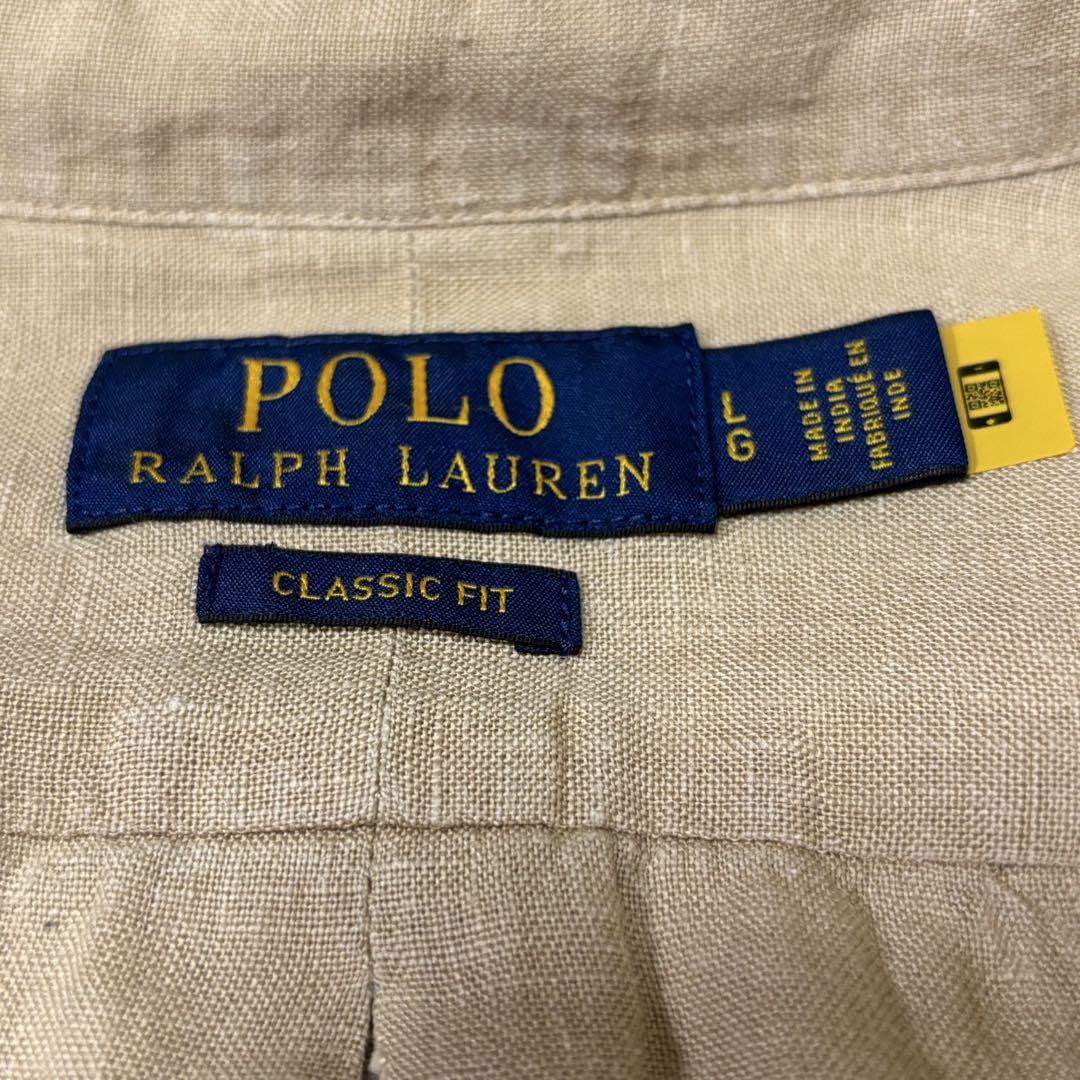 POLO
RALPH LAUREN
L
G
MADE IN
INDIA
FABRIQUÉ EN
INDE
CLASSIC FIT